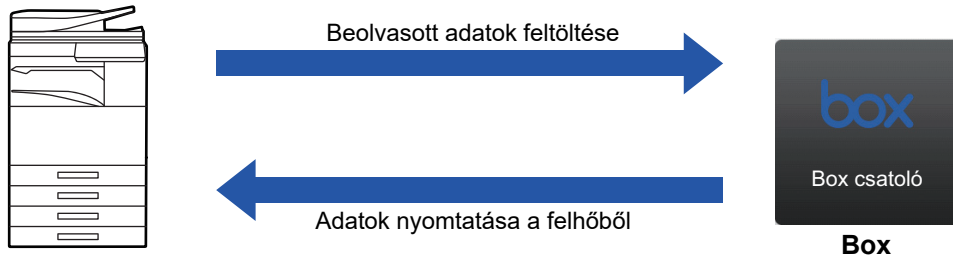 Beolvasott adatok feltöltése
box
Box csatoló
Adatok nyomtatása a felhőből
Box